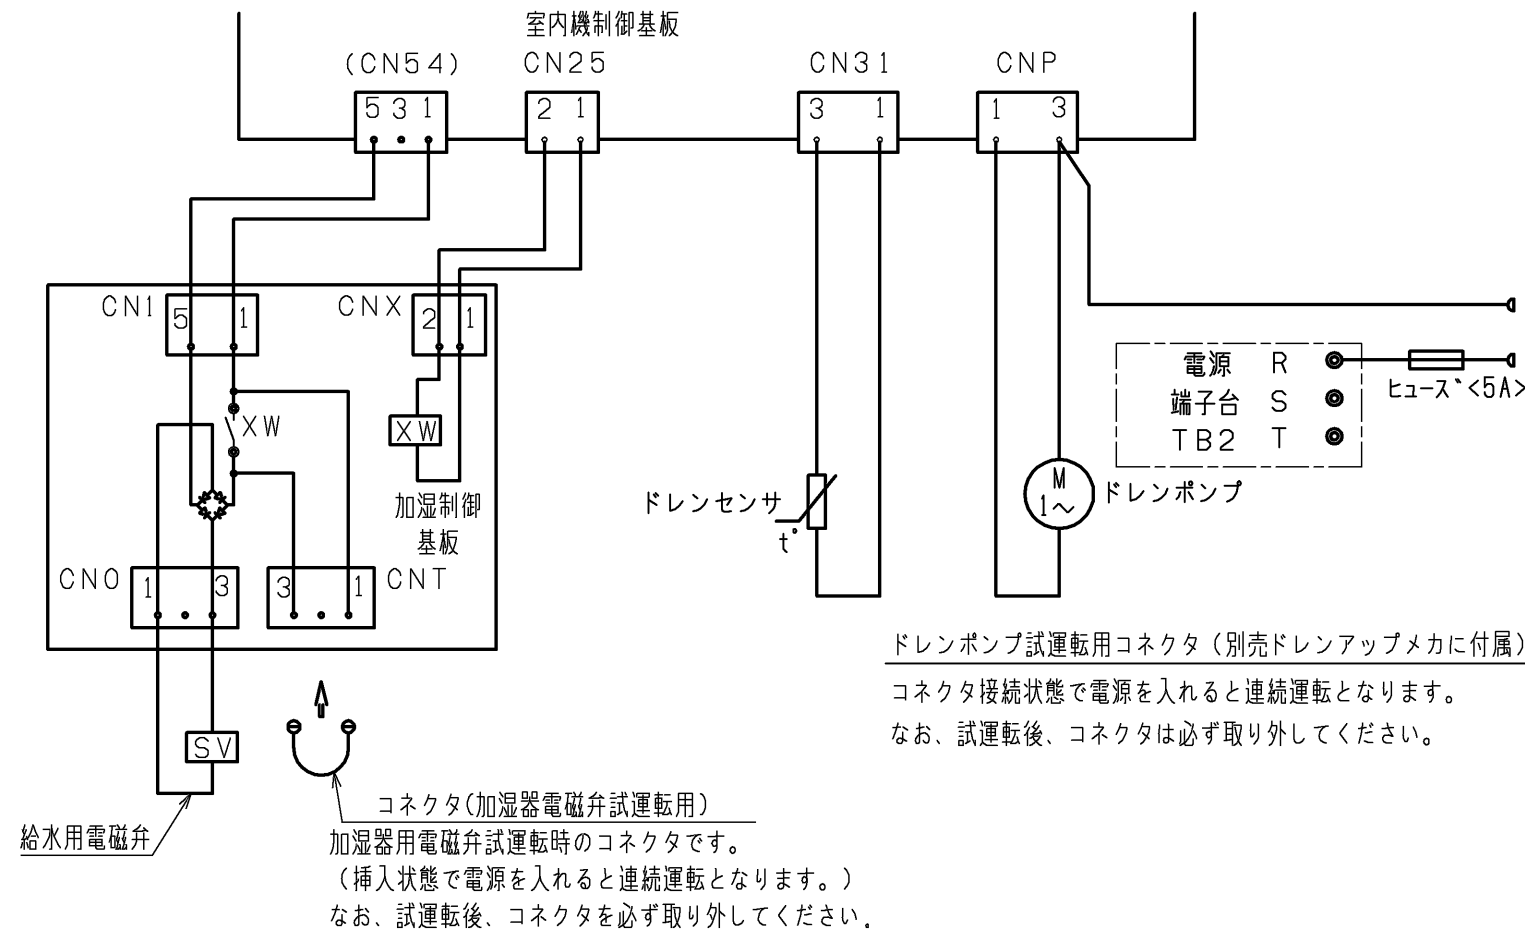 室内機制御基板
(CN54) CN25 CN31 CNP
5 3 1 2 1 3 1 1 3
CN1 5 1 CNX 2 1
電源 R
ヒューズ<5A>
端子台 S
TB2 T
XW XW
加湿制御
基板
ドレンセンサ
t°
M
1～
ドレンポンプ
CNO 1 3 3 1 CNT
ドレンポンプ試運転用コネクタ（別売ドレンアップメカに付属）
コネクタ接続状態で電源を入れると連続運転となります。
なお、試運転後、コネクタは必ず取り外してください。
SV
給水用電磁弁
コネクタ(加湿器電磁弁試運転用)
加湿器用電磁弁試運転時のコネクタです。
（挿入状態で電源を入れると連続運転となります。）
なお、試運転後、コネクタを必ず取り外してください。